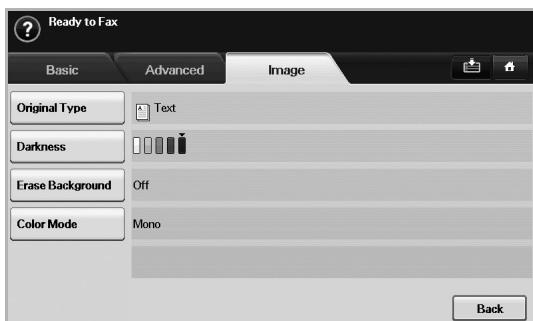 ? Ready to Fax
Basic Advanced Image
Original Type Text
Darkness
Erase Background Off
Color Mode Mono
Back